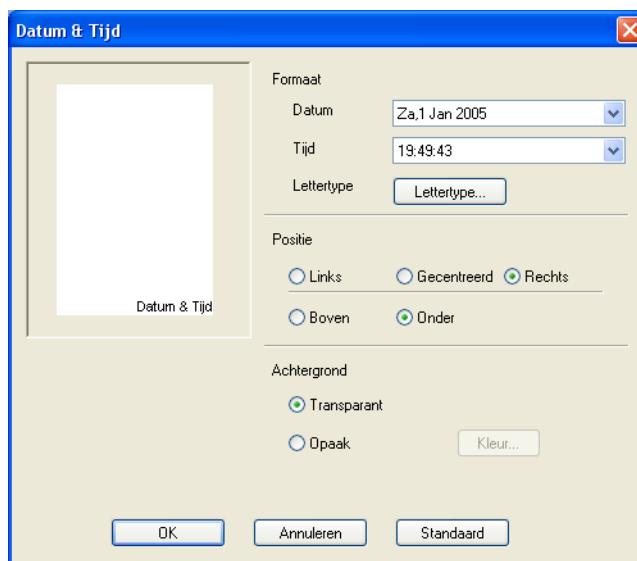 Datum & Tijd
Formaat
Datum
Za,1 Jan 2005
Tijd
19:49:43
Lettertype
Lettertype...
Positie
Links Gecentreerd Rechts
Boven Onder
Datum & Tijd
Achtergrond
Transparant
Opaak Kleur...
OK Annuleren Standaard